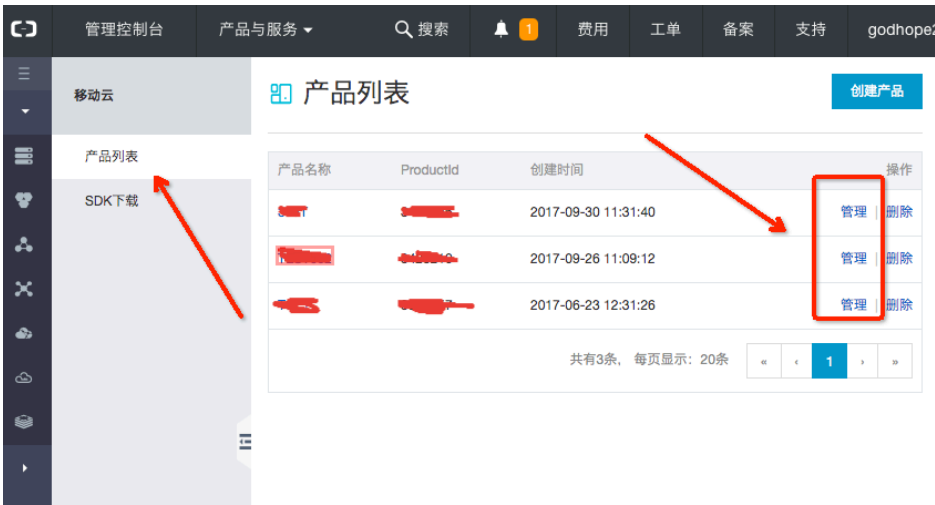 管理控制台 产品与服务 搜索 1 费用 工单 备案 支持
移动云
产品列表
SDK下载
产品列表 创建产品
产品名称 ProductId 创建时间 操作
2017-09-30 11:31:40 管理 | 删除
2017-09-26 11:09:12 管理 | 删除
2017-06-23 12:31:26 管理 | 删除
共有3条, 每页显示: 20条 « ‹ 1 › »